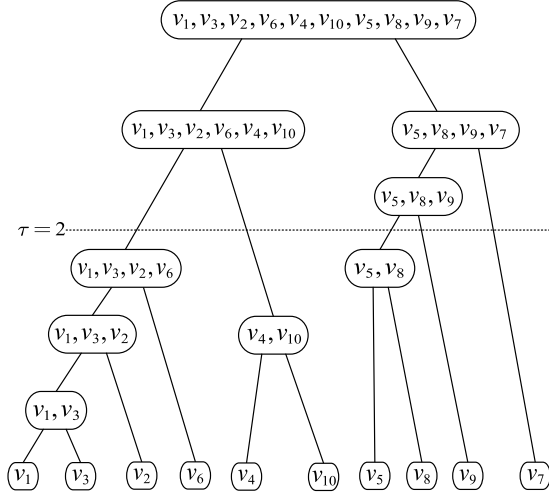 v₁, v₃, v₂, v₆, v₄, v₁₀, v₅, v₈, v₉, v₇
v₁, v₃, v₂, v₆, v₄, v₁₀
v₅, v₈, v₉, v₇
v₅, v₈, v₉
τ = 2
v₁, v₃, v₂, v₆
v₅, v₈
v₁, v₃, v₂
v₄, v₁₀
v₁, v₃
v₁ v₃ v₂ v₆ v₄ v₁₀ v₅ v₈ v₉ v₇